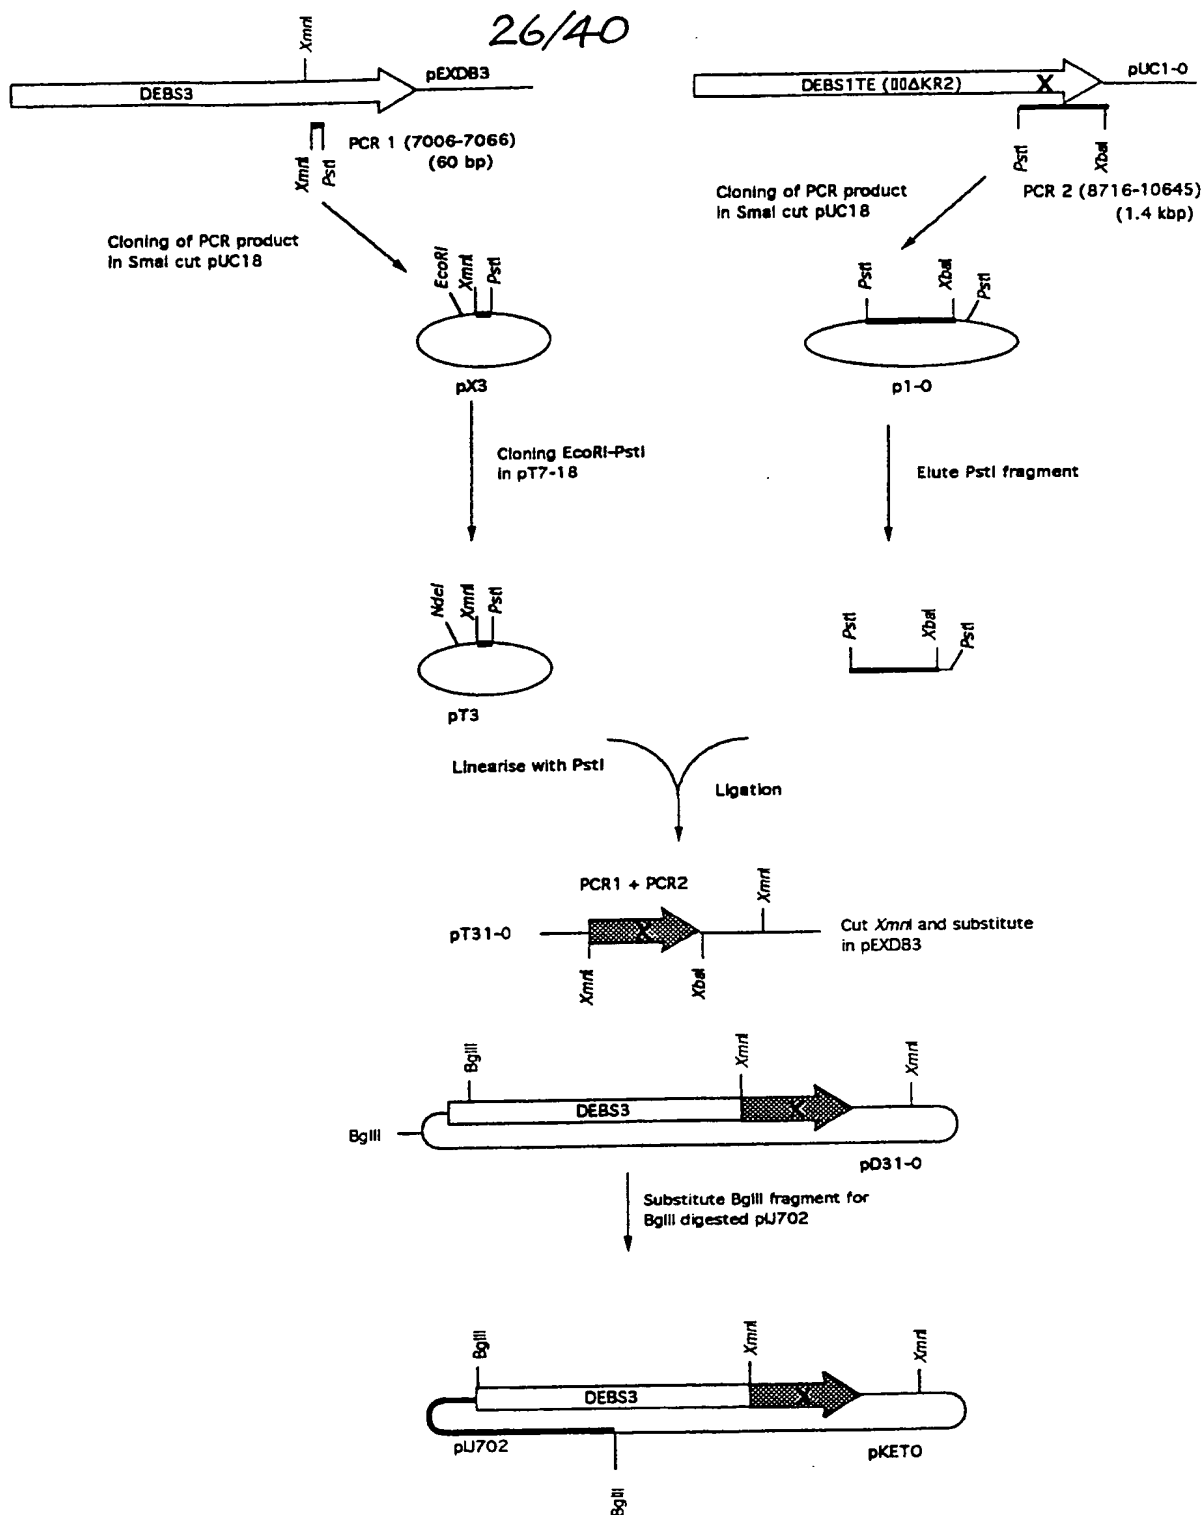 26/40
XmnI
DEBS3
pEXDB3
PCR 1 (7006-7066)
(60 bp)
XmnI
PstI
DEBS1TE (▯▯ΔKR2)
X
pUC1-0
PstI
XbaI
PCR 2 (8716-10645)
(1.4 kbp)
Cloning of PCR product
in SmaI cut pUC18
Cloning of PCR product
in SmaI cut pUC18
EcoRI
XmnI
PstI
pX3
PstI
XbaI
PstI
p1-0
Cloning EcoRI-PstI
in pT7-18
Elute PstI fragment
NdeI
XmnI
PstI
pT3
PstI
XbaI
PstI
Linearise with PstI
Ligation
PCR1 + PCR2
XmnI
pT31-0
X
XmnI
XbaI
Cut XmnI and substitute
in pEXDB3
BglII
XmnI
XmnI
DEBS3
X
BglII
pD31-0
Substitute BglII fragment for
BglII digested pIJ702
BglII
XmnI
XmnI
DEBS3
X
pIJ702
pKETO
BglII